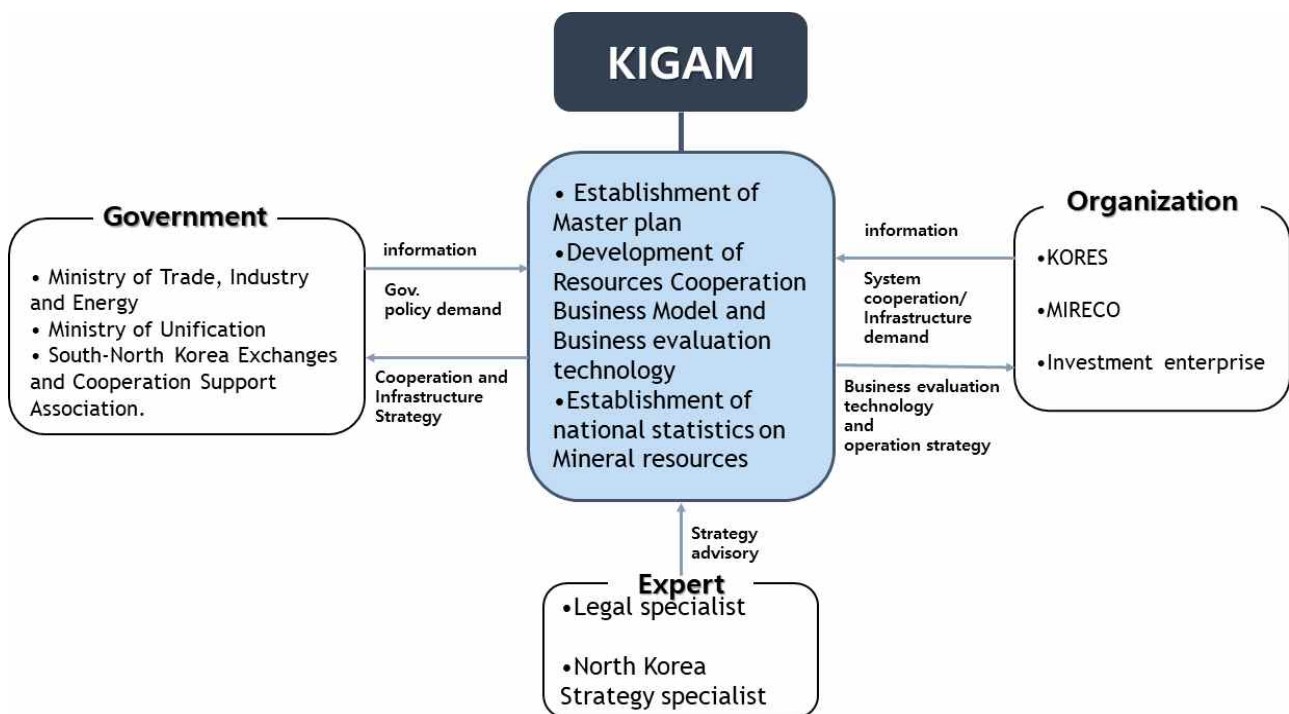 KIGAM
• Establishment of
Master plan
•Development of
Resources Cooperation
Business Model and
Business evaluation
technology
•Establishment of
national statistics on
Mineral resources
Government
• Ministry of Trade, Industry
and Energy
• Ministry of Unification
• South-North Korea Exchanges
and Cooperation Support
Association.
information
Gov.
policy demand
Cooperation and
Infrastructure
Strategy
Organization
•KORES
•MIRECO
•Investment enterprise
information
System
cooperation/
Infrastructure
demand
Business evaluation
technology
and
operation strategy
Strategy
advisory
Expert
•Legal specialist
•North Korea
Strategy specialist